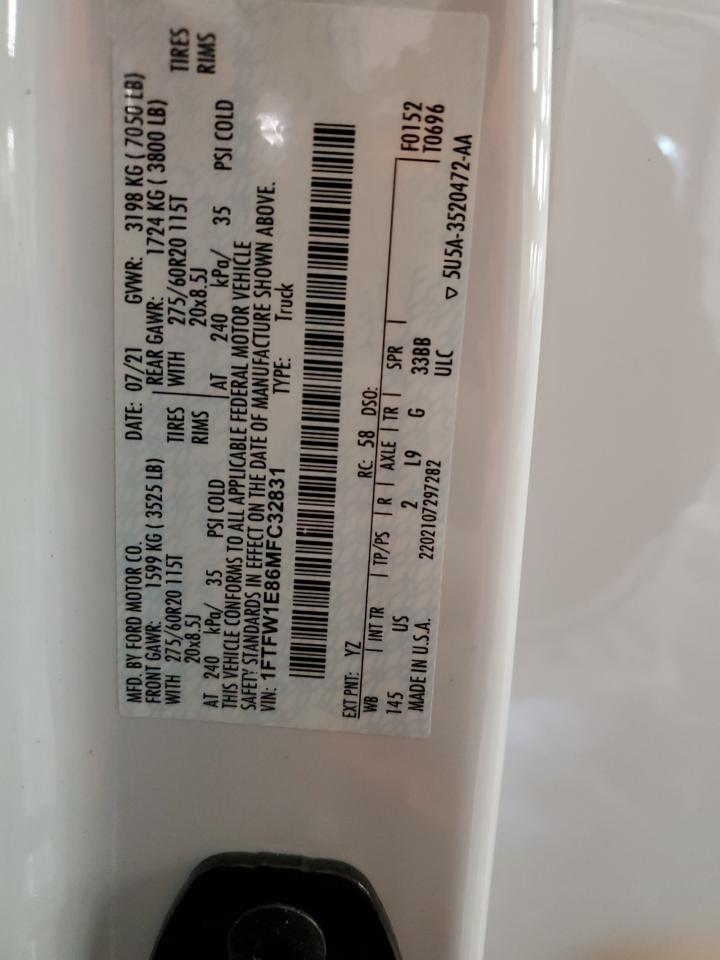 MFD. BY FORD MOTOR CO. DATE: 07/21 GVWR: 3198 KG ( 7050 LB)
FRONT GAWR: 1599 KG ( 3525 LB) REAR GAWR: 1724 KG ( 3800 LB)
WITH 275/60R20 115T TIRES WITH 275/60R20 115T TIRES
20x8.5J RIMS 20x8.5J RIMS
AT 240 kPa/ 35 PSI COLD AT 240 kPa/ 35 PSI COLD
THIS VEHICLE CONFORMS TO ALL APPLICABLE FEDERAL MOTOR VEHICLE
SAFETY STANDARDS IN EFFECT ON THE DATE OF MANUFACTURE SHOWN ABOVE.
VIN: 1FTFW1E86MFC32831 TYPE: Truck
EXT PNT: YZ RC: 58 DSO: F0152
WB INT TR TP/PS R AXLE TR SPR T0696
145 US 2 L9 G 33BB
MADE IN U.S.A. 2202107297282 ULC ▽ 5U5A-3520472-AA